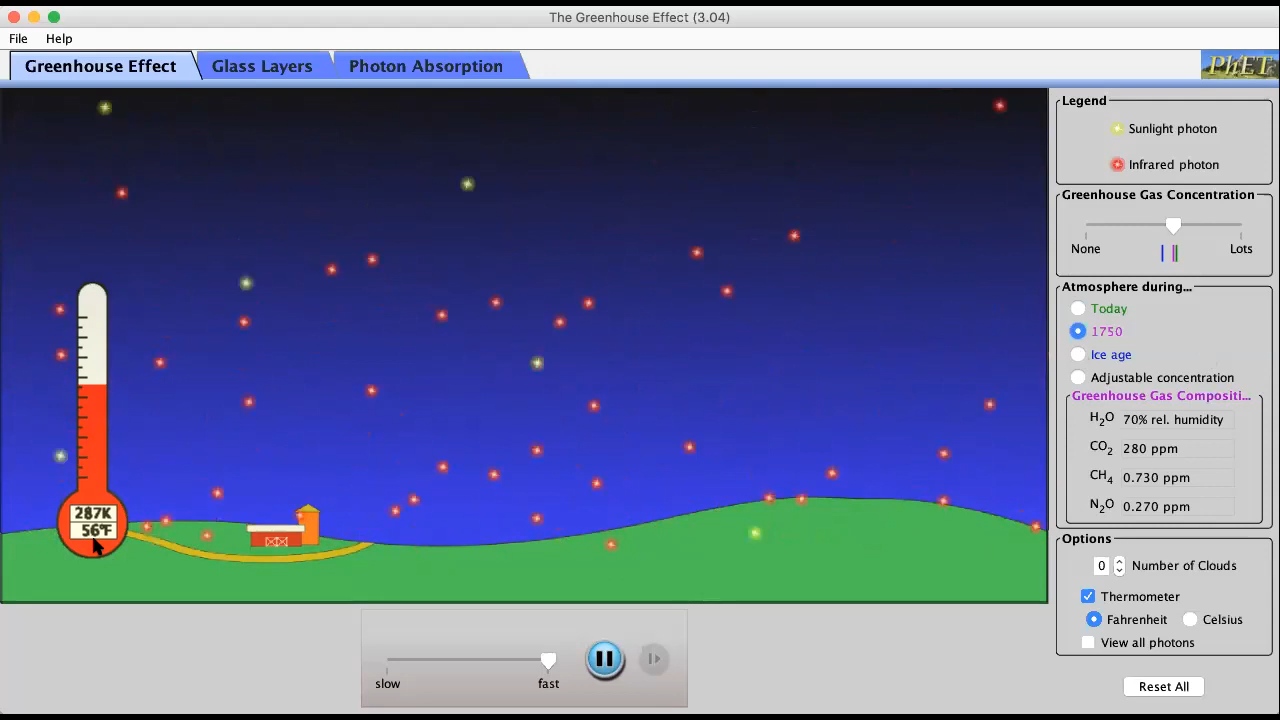 The Greenhouse Effect (3.04)
File Help
Greenhouse Effect Glass Layers Photon Absorption
PhET
Legend
Sunlight photon
Infrared photon
Greenhouse Gas Concentration
None Lots
Atmosphere during...
Today
1750
Ice age
Adjustable concentration
Greenhouse Gas Compositi...
H₂O 70% rel. humidity
CO₂ 280 ppm
CH₄ 0.730 ppm
N₂O 0.270 ppm
287K
56°F
Options
0 Number of Clouds
Thermometer
Fahrenheit Celsius
View all photons
slow fast
Reset All